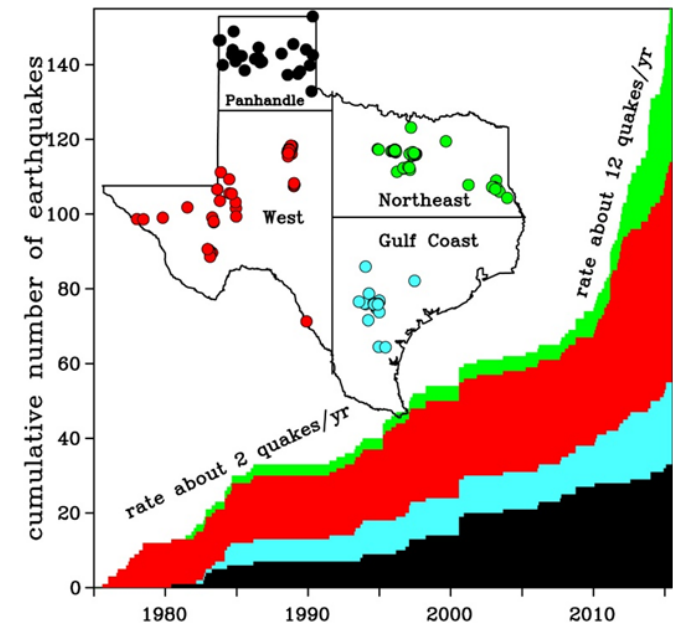 cumulative number of earthquakes
140
120
100
80
60
40
20
0
1980
1990
2000
2010
Panhandle
West
Northeast
Gulf Coast
rate about 2 quakes/yr
rate about 12 quakes/yr